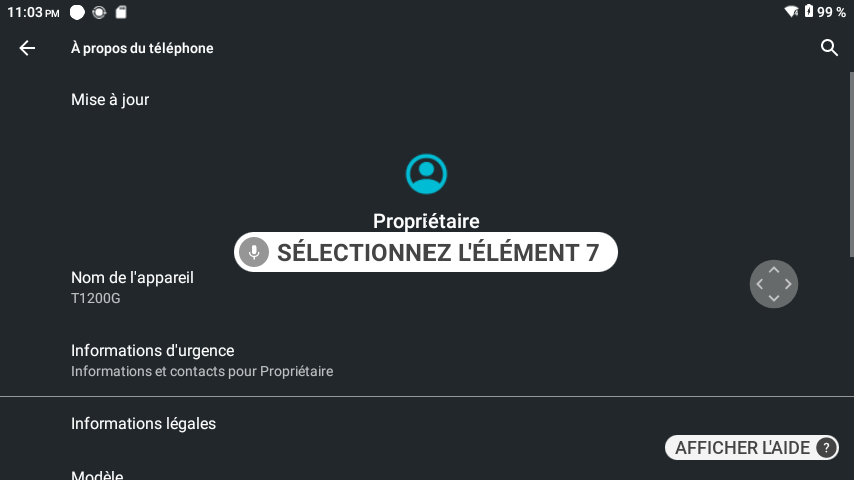 11:03 PM
99 %
À propos du téléphone
Mise à jour
Propriétaire
SÉLECTIONNEZ L'ÉLÉMENT 7
Nom de l'appareil
T1200G
Informations d'urgence
Informations et contacts pour Propriétaire
Informations légales
AFFICHER L'AIDE ?
Modèle